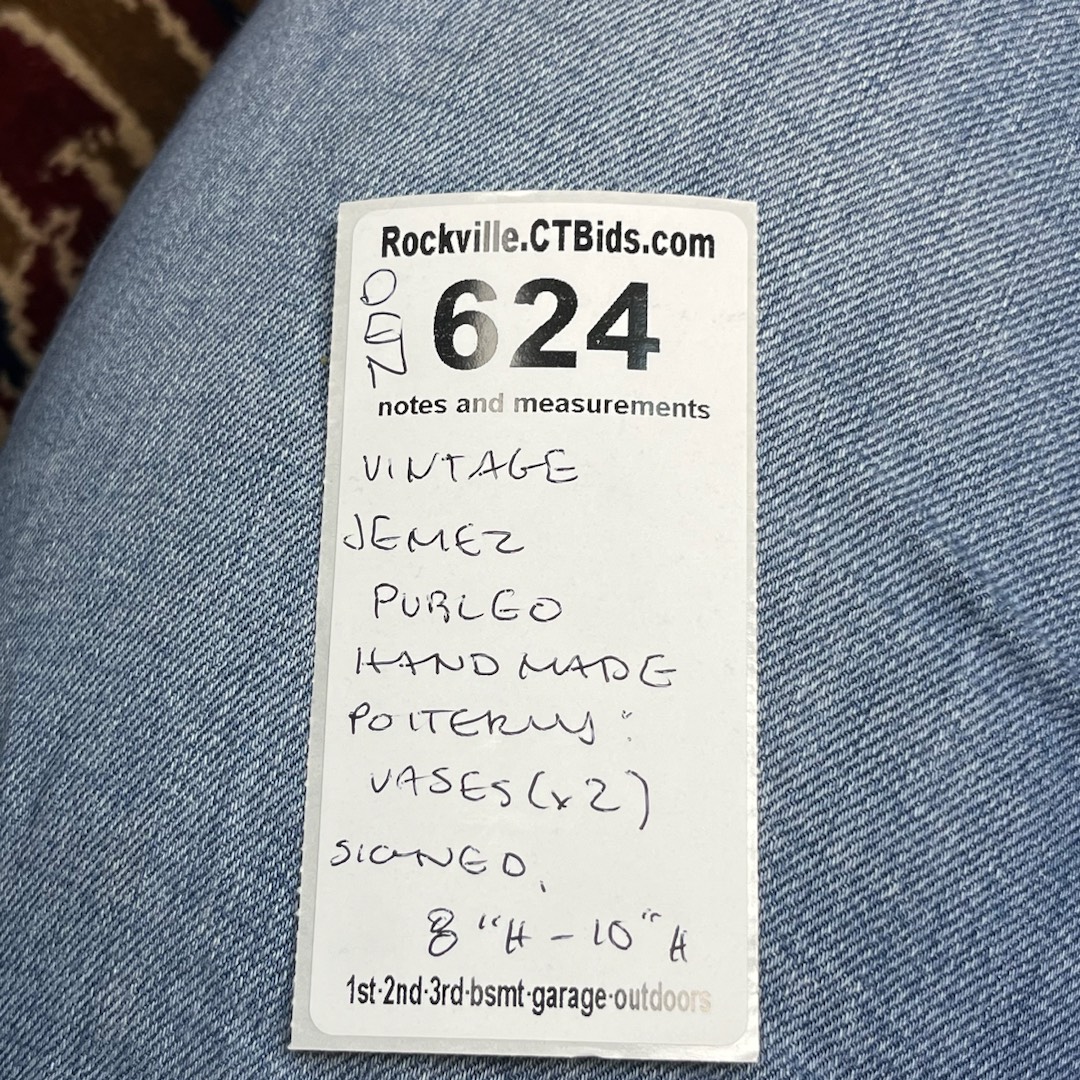 Rockville.CTBids.com
DEN
624
notes and measurements
VINTAGE
JEMEZ
PUBLEO
HAND MADE
POTTERY:
VASES (x2)
SIGNED,
8"H - 10"H
1st·2nd·3rd·bsmt·garage·outdoors